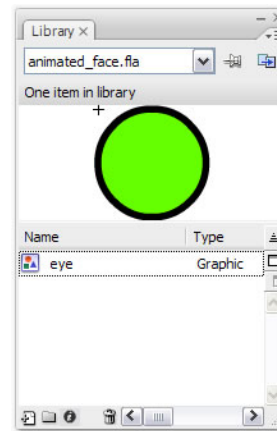 Library ×
animated_face.fla
One item in library
Name Type
eye Graphic